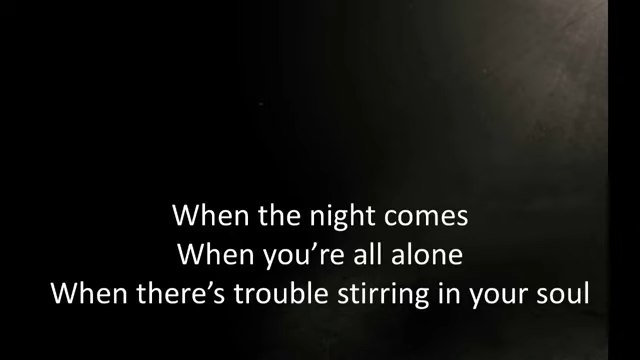 When the night comes
When you’re all alone
When there’s trouble stirring in your soul